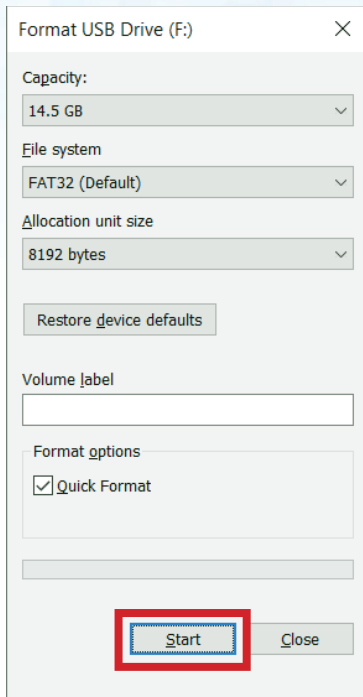 Format USB Drive (F:)
Capacity:
14.5 GB
File system
FAT32 (Default)
Allocation unit size
8192 bytes
Restore device defaults
Volume label
Format options
Quick Format
Start Close